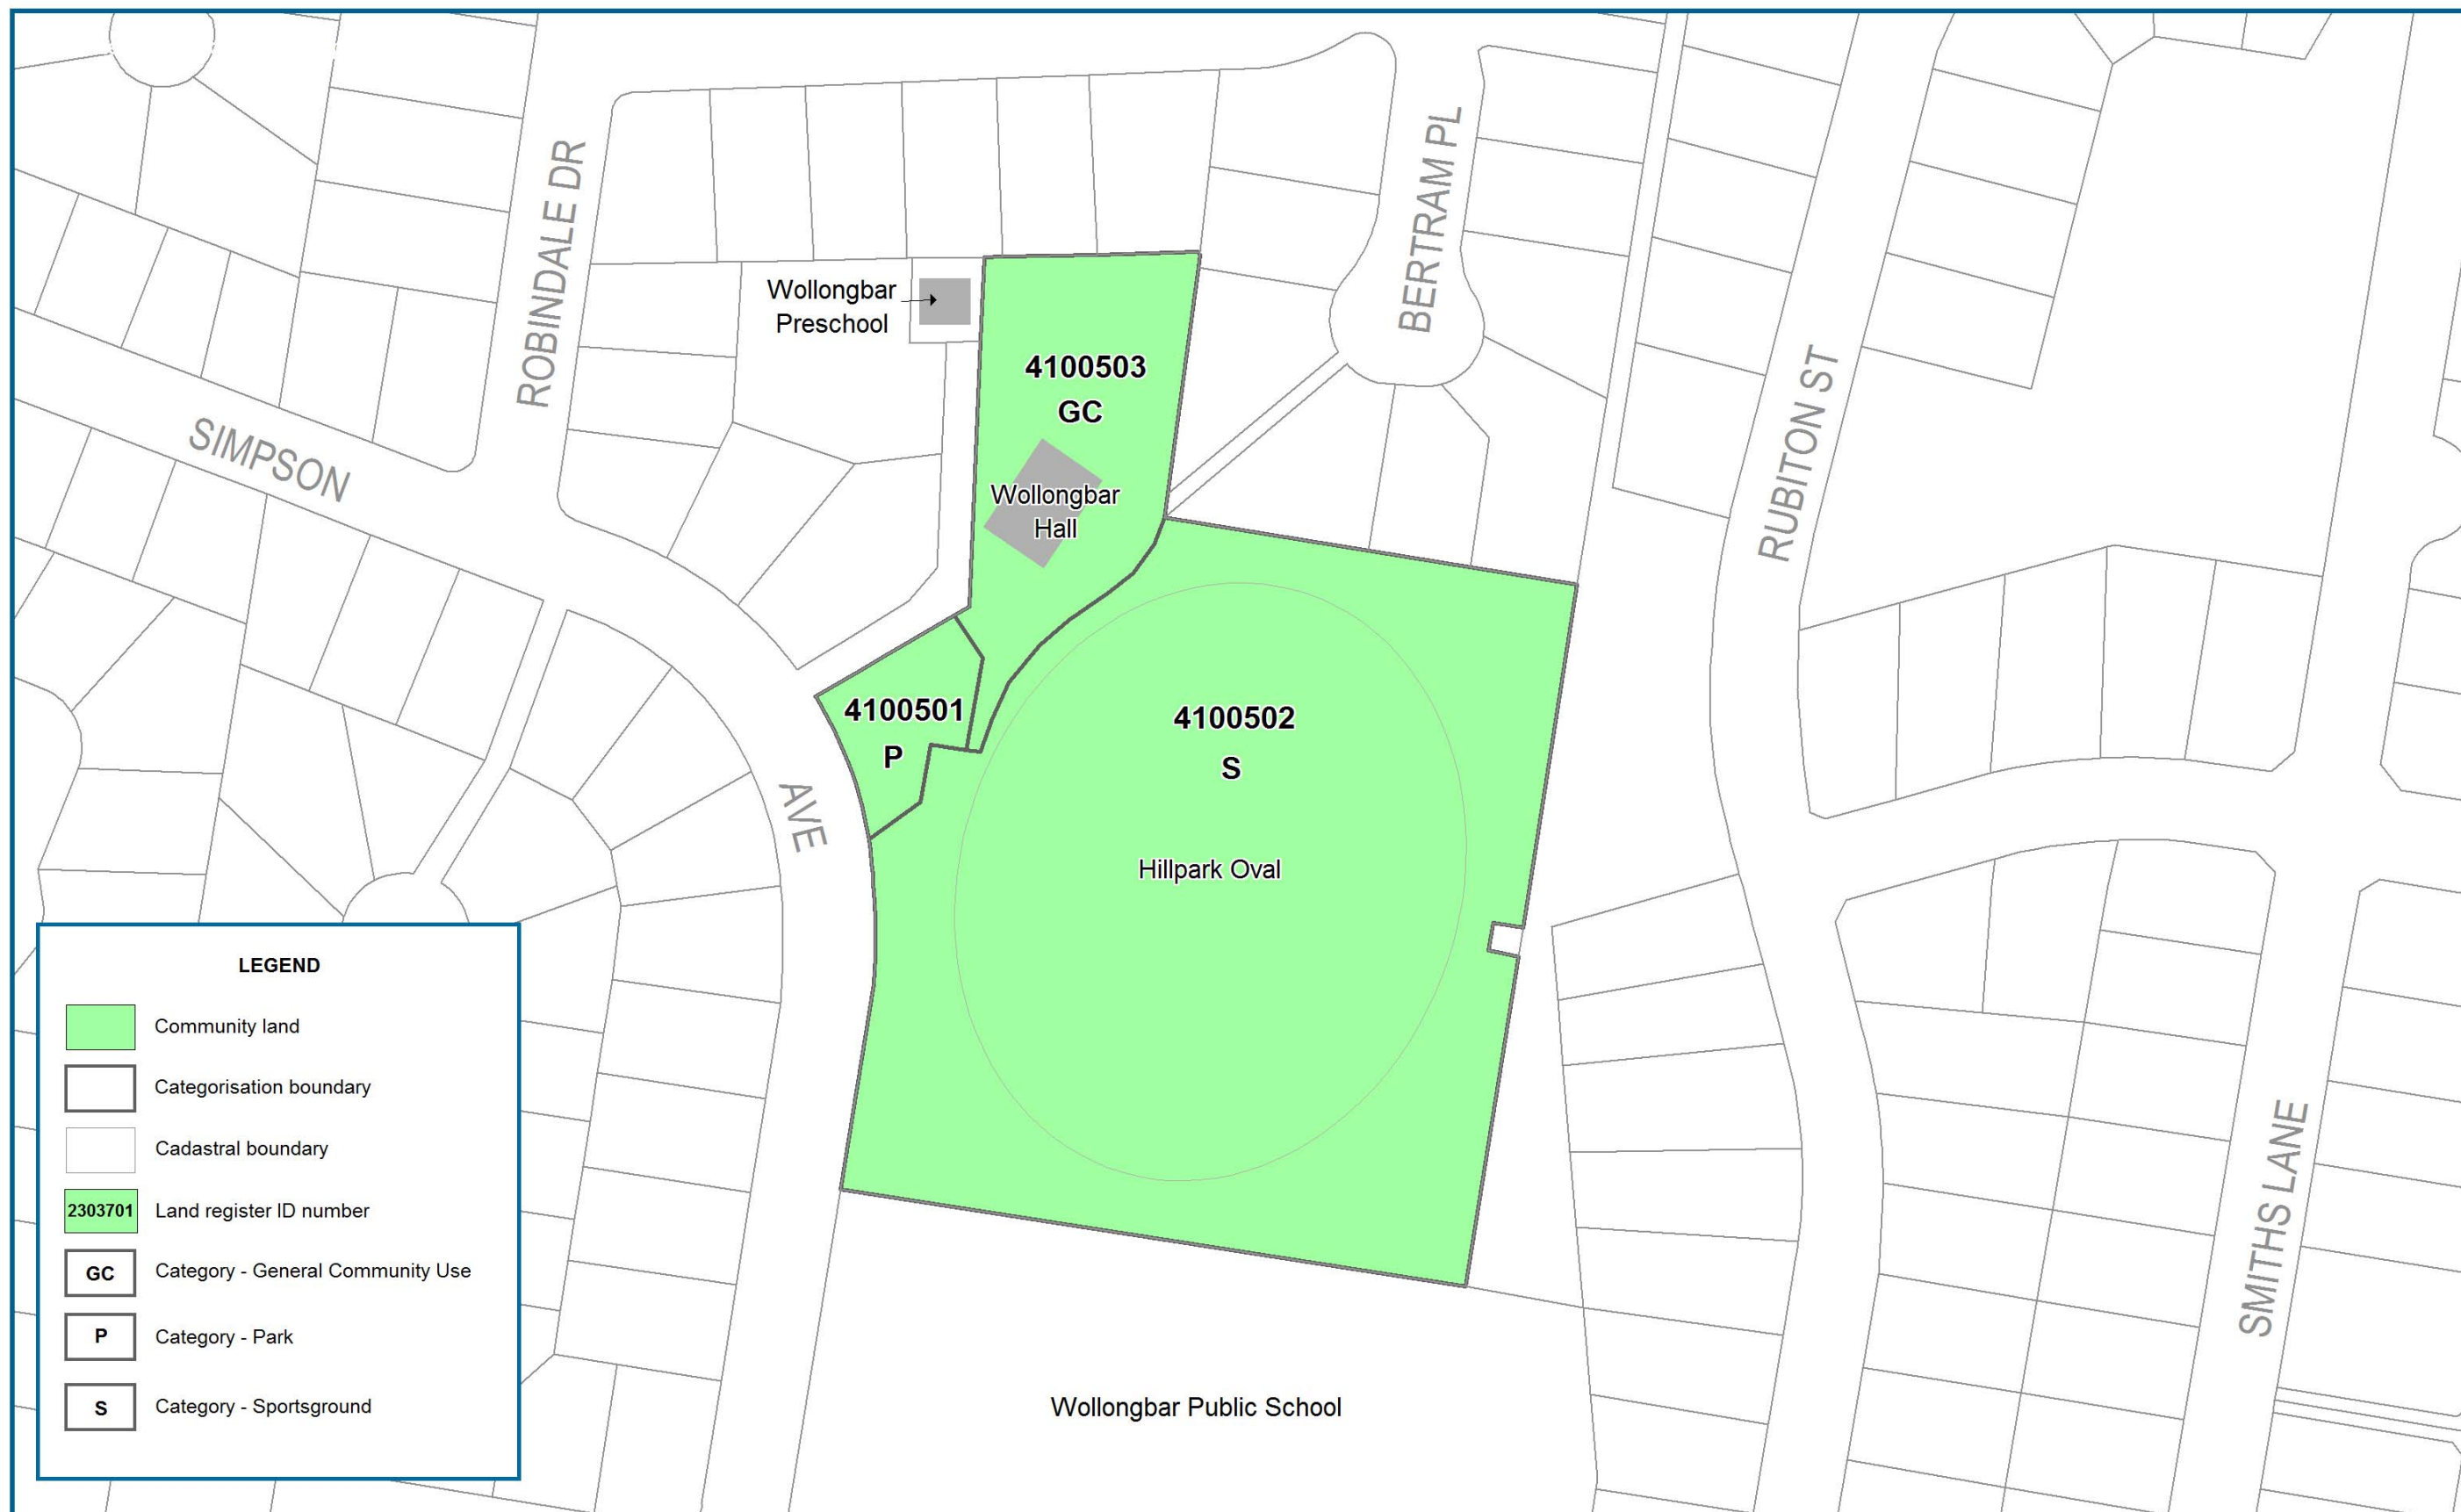 ROBINDALE DR
BERTRAM PL
Wollongbar
Preschool
4100503
GC
RUBITON ST
SIMPSON
Wollongbar
Hall
4100501
P
4100502
S
AVE
Hillpark Oval
SMITHS LANE
Wollongbar Public School
LEGEND
Community land
Categorisation boundary
Cadastral boundary
2303701 Land register ID number
GC Category - General Community Use
P Category - Park
S Category - Sportsground